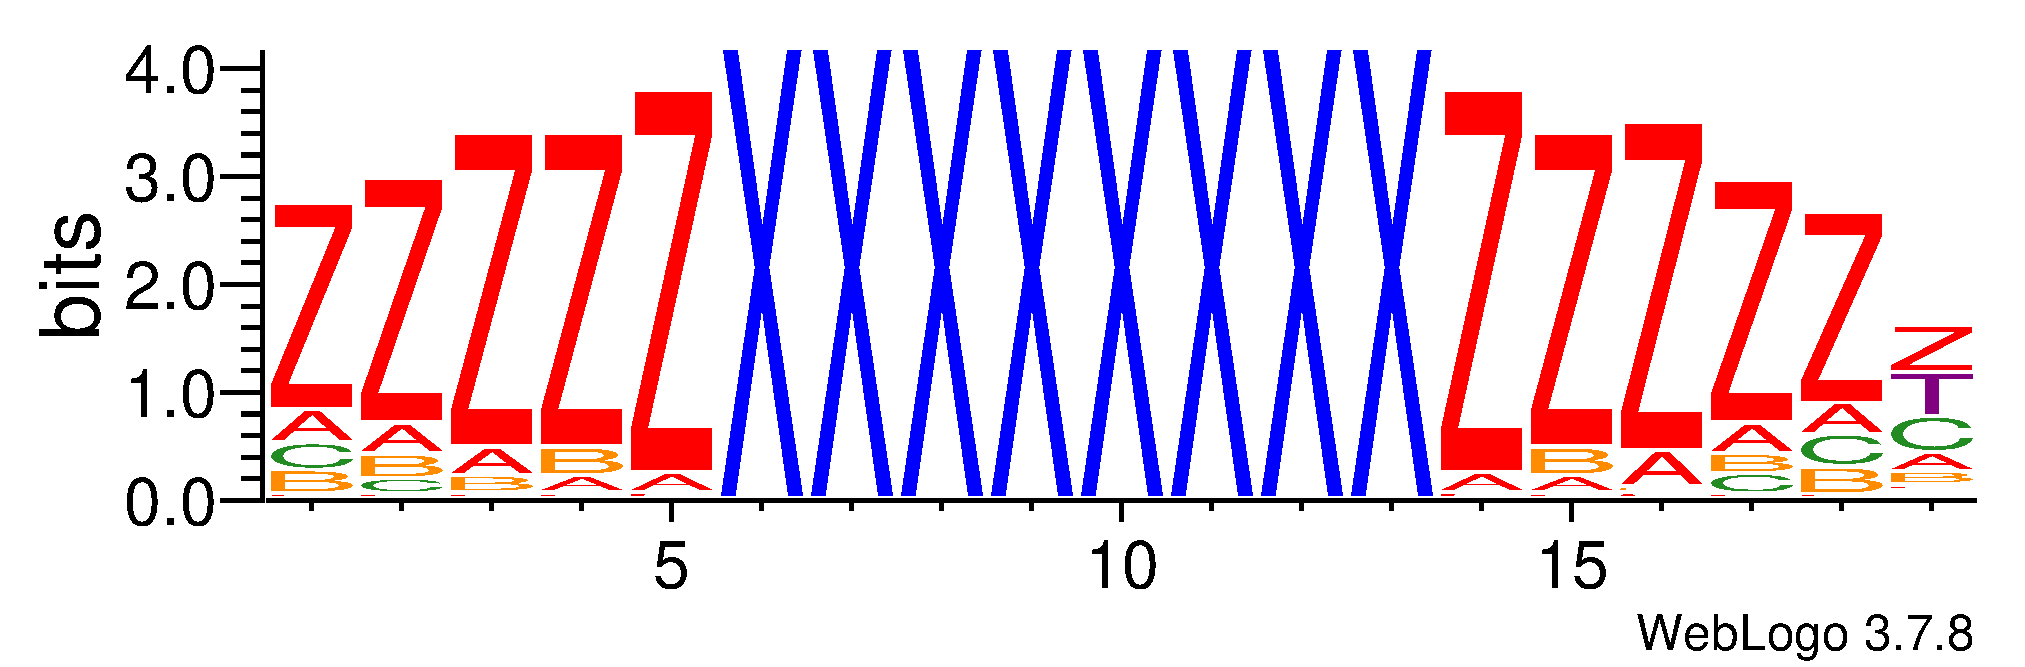 bits
4.0
3.0
2.0
1.0
0.0
Z A C B
Z A B C
Z A B
Z B A
Z A
X
X
X
X
X
X
X
X
Z A
Z B A
Z A
Z A B C
Z A C B
Z T C A B
5 10 15
WebLogo 3.7.8